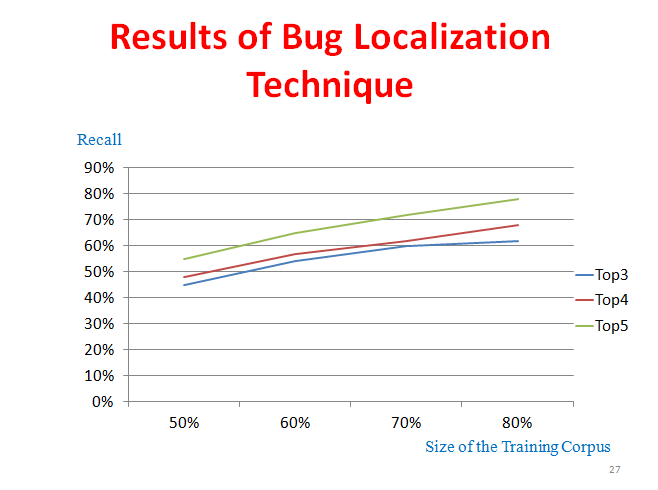 Results of Bug Localization
Technique
Recall
90%
80%
70%
60%
50%
40%
30%
20%
10%
0%
Top3
Top4
Top5
50% 60% 70% 80%
Size of the Training Corpus
27